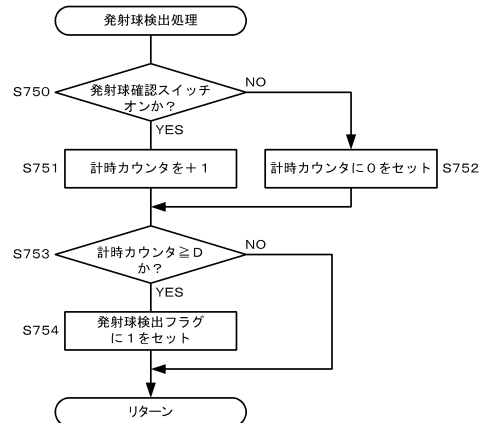 発射球検出処理
S750
発射球確認スイッチ
オンか？
NO
YES
S751
計時カウンタを＋１
計時カウンタに０をセット
S752
S753
計時カウンタ≧D
か？
NO
YES
S754
発射球検出フラグ
に１をセット
リターン